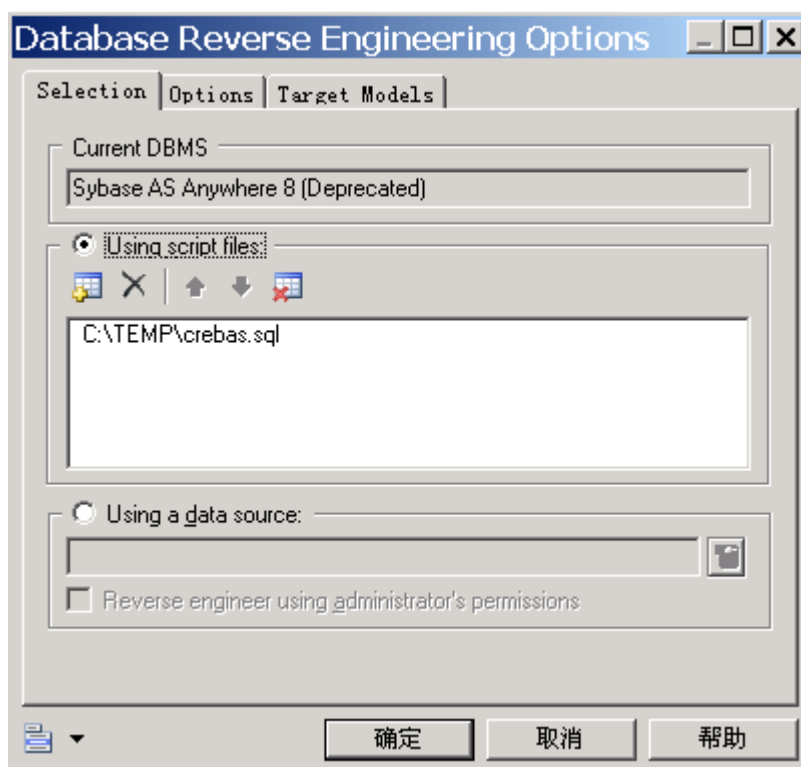 Database Reverse Engineering Options
Selection Options Target Models
Current DBMS
Sybase AS Anywhere 8 (Deprecated)
Using script files:
C:\TEMP\crebas.sql
Using a data source:
Reverse engineer using administrator's permissions
确定 取消 帮助